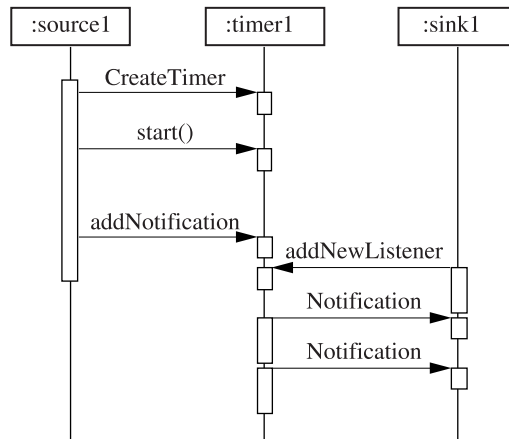 :source1 :timer1 :sink1
CreateTimer
start()
addNotification
addNewListener
Notification
Notification